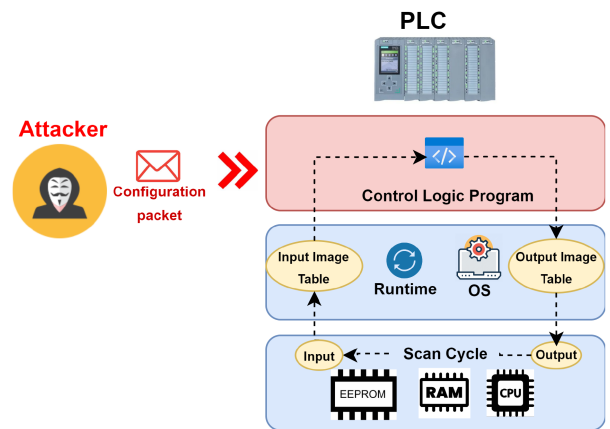 PLC
Attacker
Configuration
packet
</>
Control Logic Program
Input Image
Table
Runtime
OS
Output Image
Table
Input
Scan Cycle
Output
EEPROM
RAM
CPU